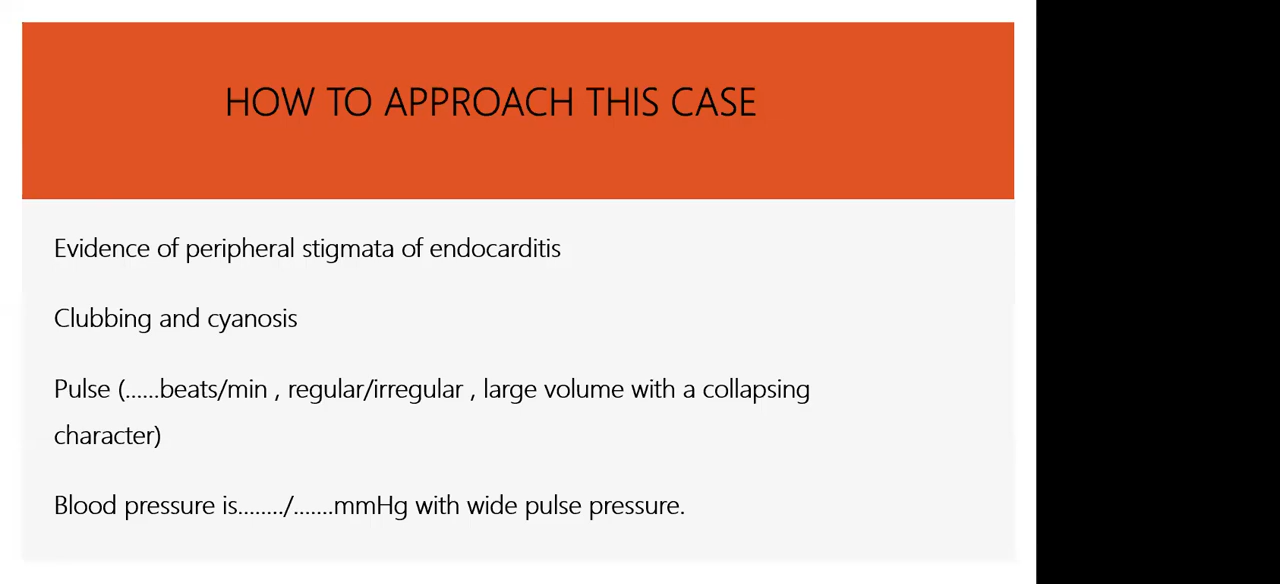 HOW TO APPROACH THIS CASE
Evidence of peripheral stigmata of endocarditis
Clubbing and cyanosis
Pulse (......beats/min , regular/irregular , large volume with a collapsing
character)
Blood pressure is......../.......mmHg with wide pulse pressure.